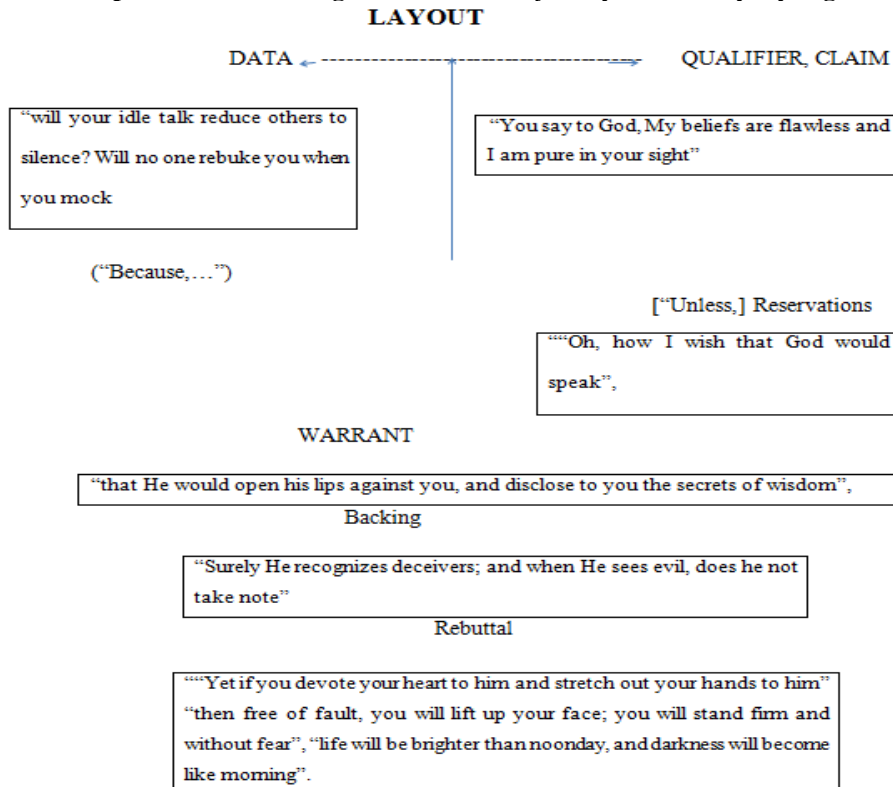 LAYOUT
DATA QUALIFIER, CLAIM
“will your idle talk reduce others to
silence? Will no one rebuke you when
you mock
“You say to God, My beliefs are flawless and
I am pure in your sight”
(“Because,…”)
[“Unless,] Reservations
““Oh, how I wish that God would
speak”,
WARRANT
“that He would open his lips against you, and disclose to you the secrets of wisdom”,
Backing
“Surely He recognizes deceivers; and when He sees evil, does he not
take note”
Rebuttal
““Yet if you devote your heart to him and stretch out your hands to him”
“then free of fault, you will lift up your face; you will stand firm and
without fear”, “life will be brighter than noonday, and darkness will become
like morning”.